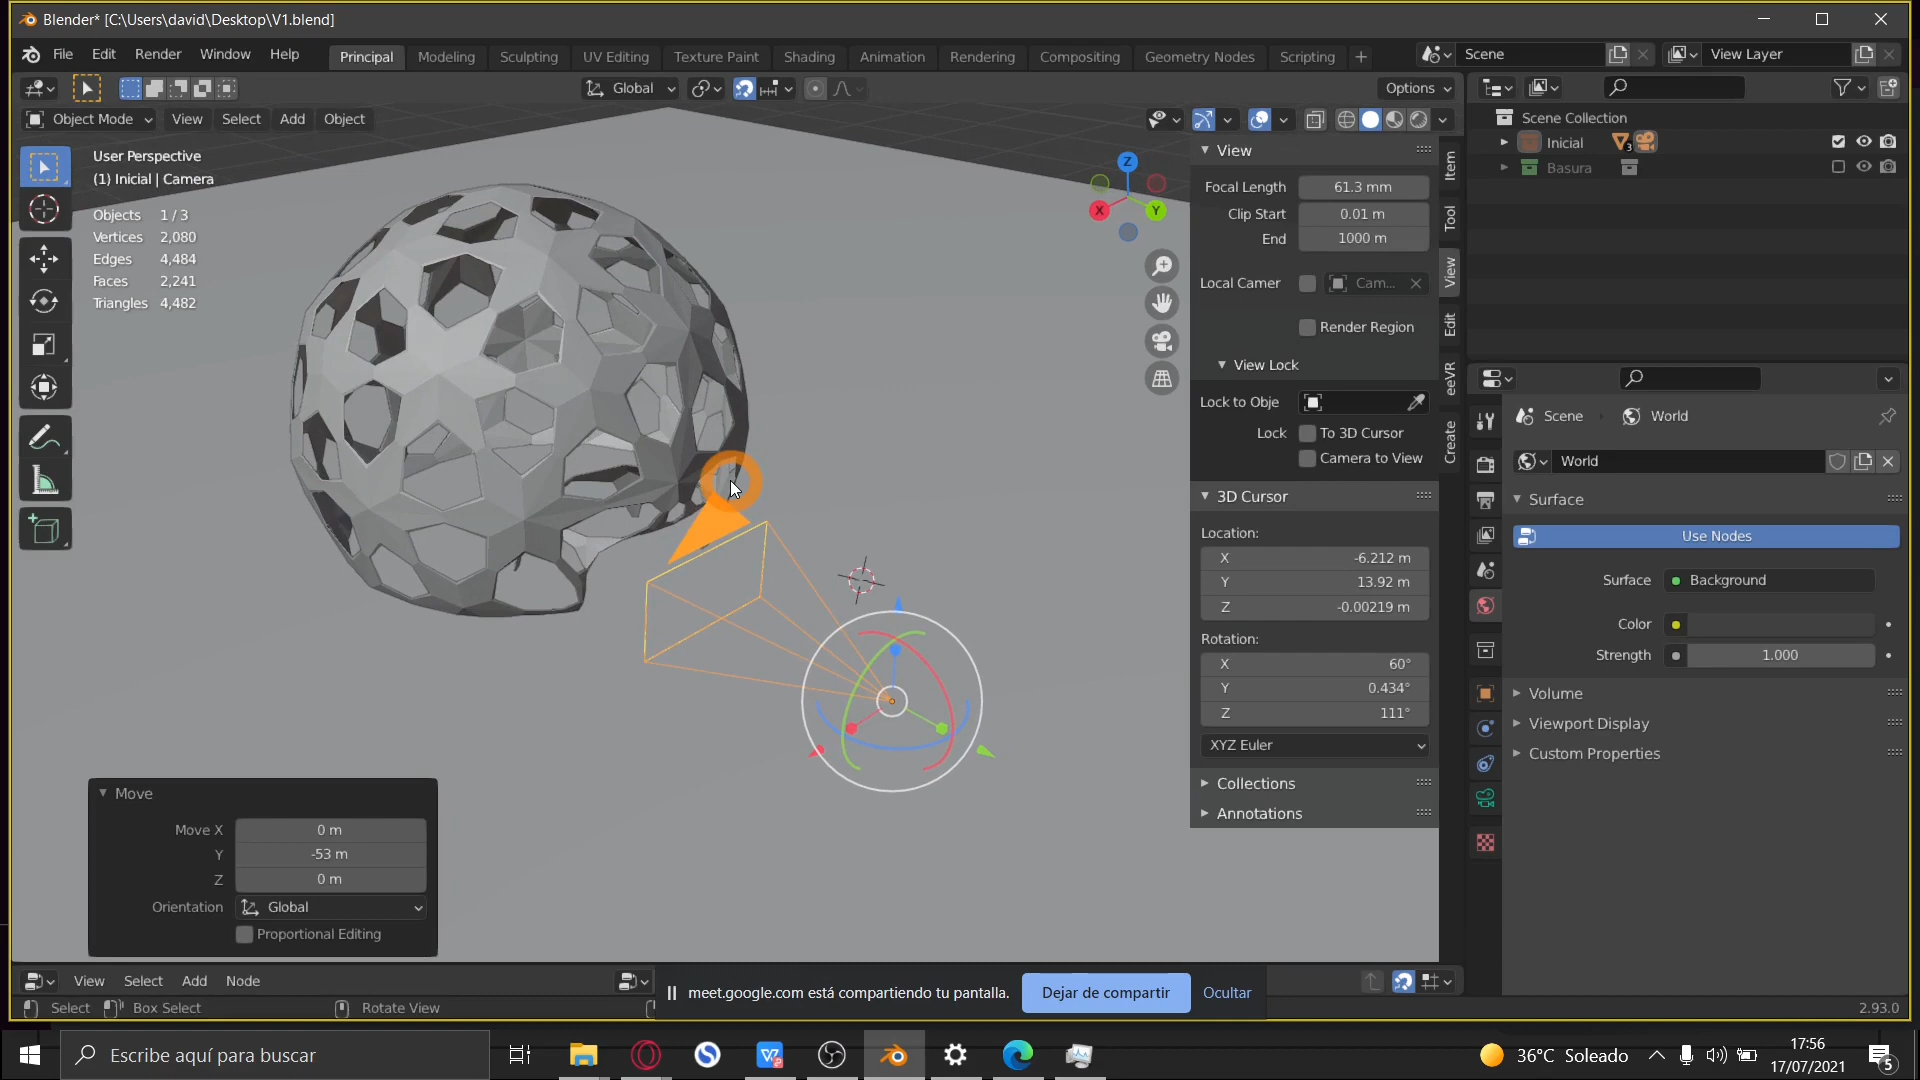 Blender* [C:\Users\david\Desktop\V1.blend]
File Edit Render Window Help Principal Modeling Sculpting UV Editing Texture Paint Shading Animation Rendering Compositing Geometry Nodes Scripting + Scene View Layer
Global Options
Object Mode View Select Add Object
User Perspective
(1) Inicial | Camera
Objects 1 / 3
Vertices 2,080
Edges 4,484
Faces 2,241
Triangles 4,482
Z
X
Y
View
Focal Length 61.3 mm
Clip Start 0.01 m
End 1000 m
Local Camer Cam...
Render Region
View Lock
Lock to Obje
Lock To 3D Cursor
Camera to View
3D Cursor
Location:
X -6.212 m
Y 13.92 m
Z -0.00219 m
Rotation:
X 60°
Y 0.434°
Z 111°
XYZ Euler
Collections
Annotations
Item
Tool
View
Edit
eeVR
Create
Scene Collection
Inicial 3
Basura
Scene World
World
Surface
Use Nodes
Surface Background
Color
Strength 1.000
Volume
Viewport Display
Custom Properties
Move
Move X 0 m
Y -53 m
Z 0 m
Orientation Global
Proportional Editing
View Select Add Node
meet.google.com está compartiendo tu pantalla. Dejar de compartir Ocultar
Select Box Select Rotate View 2.93.0
Escribe aquí para buscar
36°C Soleado
17:56
17/07/2021
5